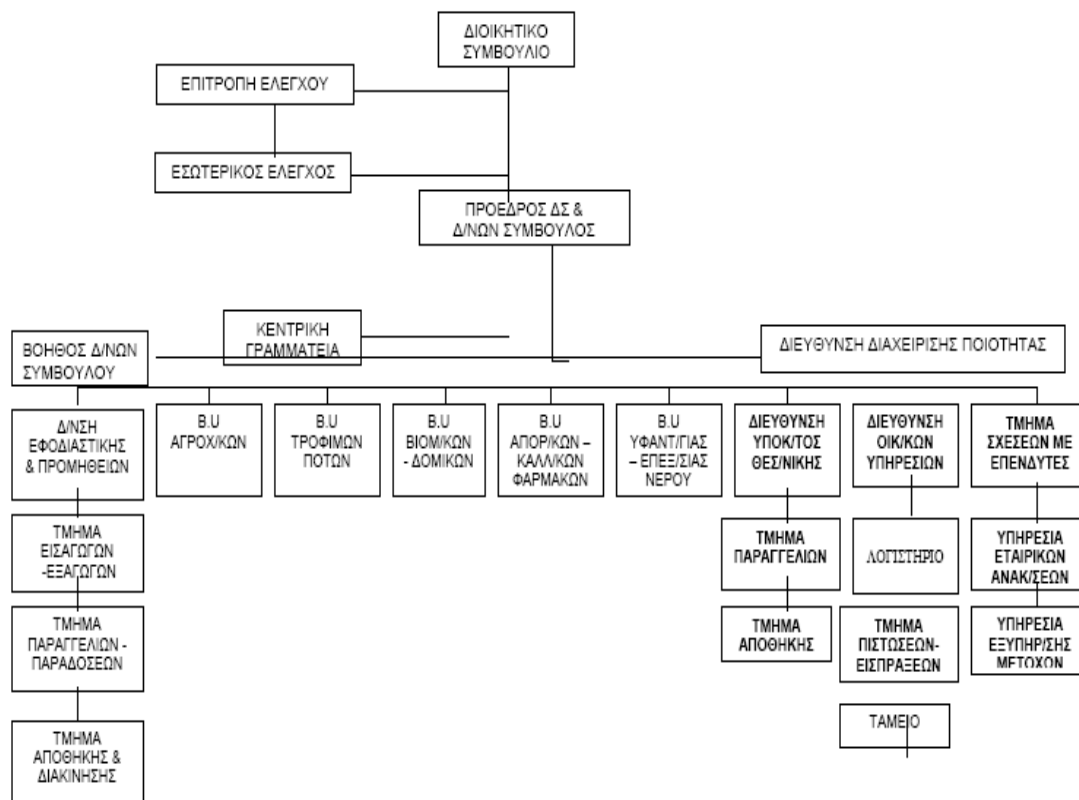 ΔΙΟΙΚΗΤΙΚΟ
ΣΥΜΒΟΥΛΙΟ
ΕΠΙΤΡΟΠΗ ΕΛΕΓΧΟΥ
ΕΣΩΤΕΡΙΚΟΣ ΕΛΕΓΧΟΣ
ΠΡΟΕΔΡΟΣ ΔΣ &
Δ/ΝΩΝ ΣΥΜΒΟΥΛΟΣ
ΚΕΝΤΡΙΚΗ
ΓΡΑΜΜΑΤΕΙΑ
ΒΟΗΘΟΣ Δ/ΝΩΝ
ΣΥΜΒΟΥΛΟΥ
ΔΙΕΥΘΥΝΣΗ ΔΙΑΧΕΙΡΙΣΗΣ ΠΟΙΟΤΗΤΑΣ
Δ/ΝΣΗ
ΕΦΟΔΙΑΣΤΙΚΗΣ
& ΠΡΟΜΗΘΕΙΩΝ
B.U
ΑΓΡΟΧ/ΚΩΝ
B.U
ΤΡΟΦΙΜΩΝ
ΠΟΤΩΝ
B.U
ΒΙΟΜ/ΚΩΝ
- ΔΟΜΙΚΩΝ
B.U
ΑΠΟΡ/ΚΩΝ –
ΚΑΛΛ/ΚΩΝ
ΦΑΡΜΑΚΩΝ
B.U
ΥΦΑΝΤ/ΓΙΑΣ
– ΕΠΕΞ/ΣΙΑΣ
ΝΕΡΟΥ
ΔΙΕΥΘΥΝΣΗ
ΥΠΟΚ/ΤΟΣ
ΘΕΣ/ΝΙΚΗΣ
ΔΙΕΥΘΥΝΣΗ
ΟΙΚ/ΚΩΝ
ΥΠΗΡΕΣΙΩΝ
ΤΜΗΜΑ
ΣΧΕΣΕΩΝ ΜΕ
ΕΠΕΝΔΥΤΕΣ
ΤΜΗΜΑ
ΕΙΣΑΓΩΓΩΝ
-ΕΞΑΓΩΓΩΝ
ΤΜΗΜΑ
ΠΑΡΑΓΓΕΛΙΩΝ
ΛΟΓΙΣΤΗΡΙΟ
ΥΠΗΡΕΣΙΑ
ΕΤΑΙΡΙΚΩΝ
ΑΝΑΚ/ΣΕΩΝ
ΤΜΗΜΑ
ΠΑΡΑΓΓΕΛΙΩΝ -
ΠΑΡΑΔΟΣΕΩΝ
ΤΜΗΜΑ
ΑΠΟΘΗΚΗΣ
ΤΜΗΜΑ
ΠΙΣΤΩΣΕΩΝ-
ΕΙΣΠΡΑΞΕΩΝ
ΥΠΗΡΕΣΙΑ
ΕΞΥΠΗΡ/ΣΗΣ
ΜΕΤΟΧΩΝ
ΤΜΗΜΑ
ΑΠΟΘΗΚΗΣ &
ΔΙΑΚΙΝΗΣΗΣ
ΤΑΜΕΙΟ